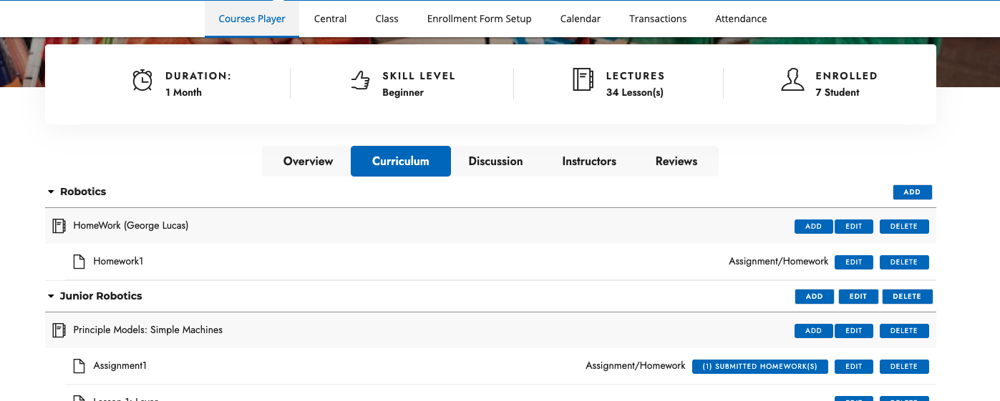 Courses Player Central Class Enrollment Form Setup Calendar Transactions Attendance
DURATION: SKILL LEVEL LECTURES ENROLLED
1 Month Beginner 34 Lesson(s) 7 Student
Overview Curriculum Discussion Instructors Reviews
Robotics ADD
HomeWork (George Lucas) ADD EDIT DELETE
Homework1 Assignment/Homework EDIT DELETE
Junior Robotics ADD EDIT DELETE
Principle Models: Simple Machines ADD EDIT DELETE
Assignment1 Assignment/Homework (1) SUBMITTED HOMEWORK(S) EDIT DELETE
Lesson 1: EDIT DELETE